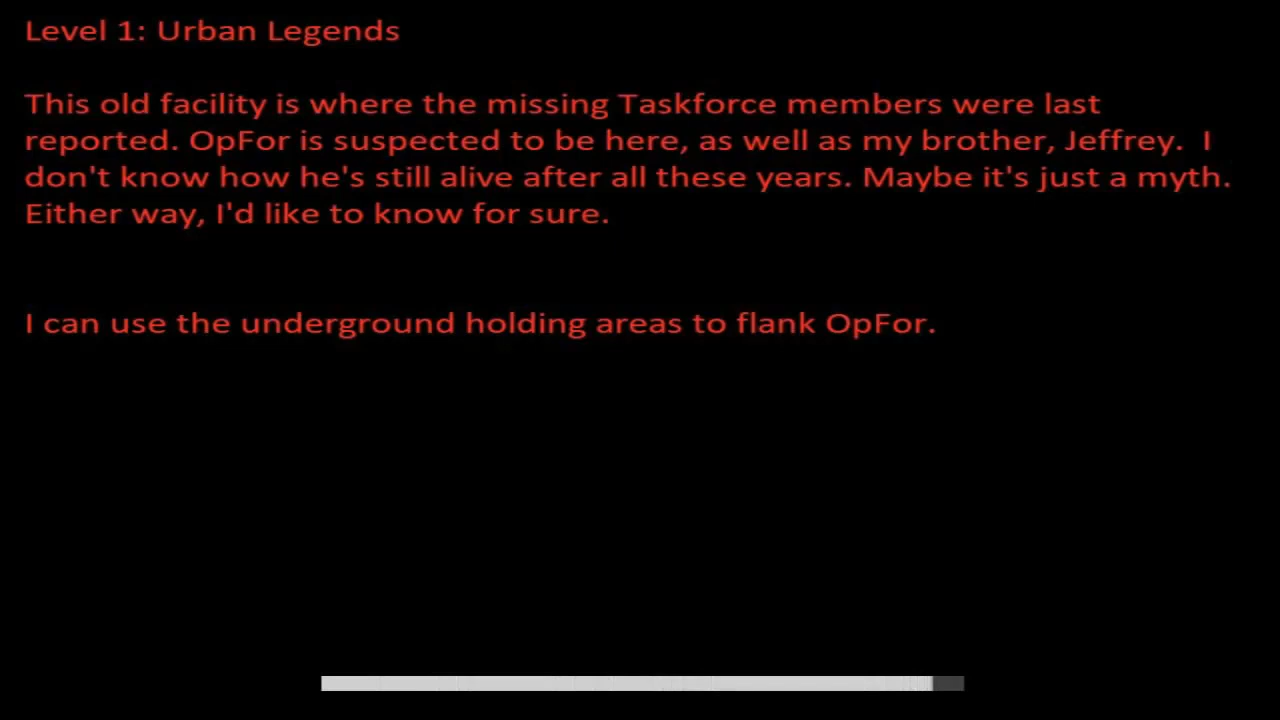 Level 1: Urban Legends
This old facility is where the missing Taskforce members were last
reported. OpFor is suspected to be here, as well as my brother, Jeffrey.  I
don't know how he's still alive after all these years. Maybe it's just a myth.
Either way, I'd like to know for sure.
I can use the underground holding areas to flank OpFor.